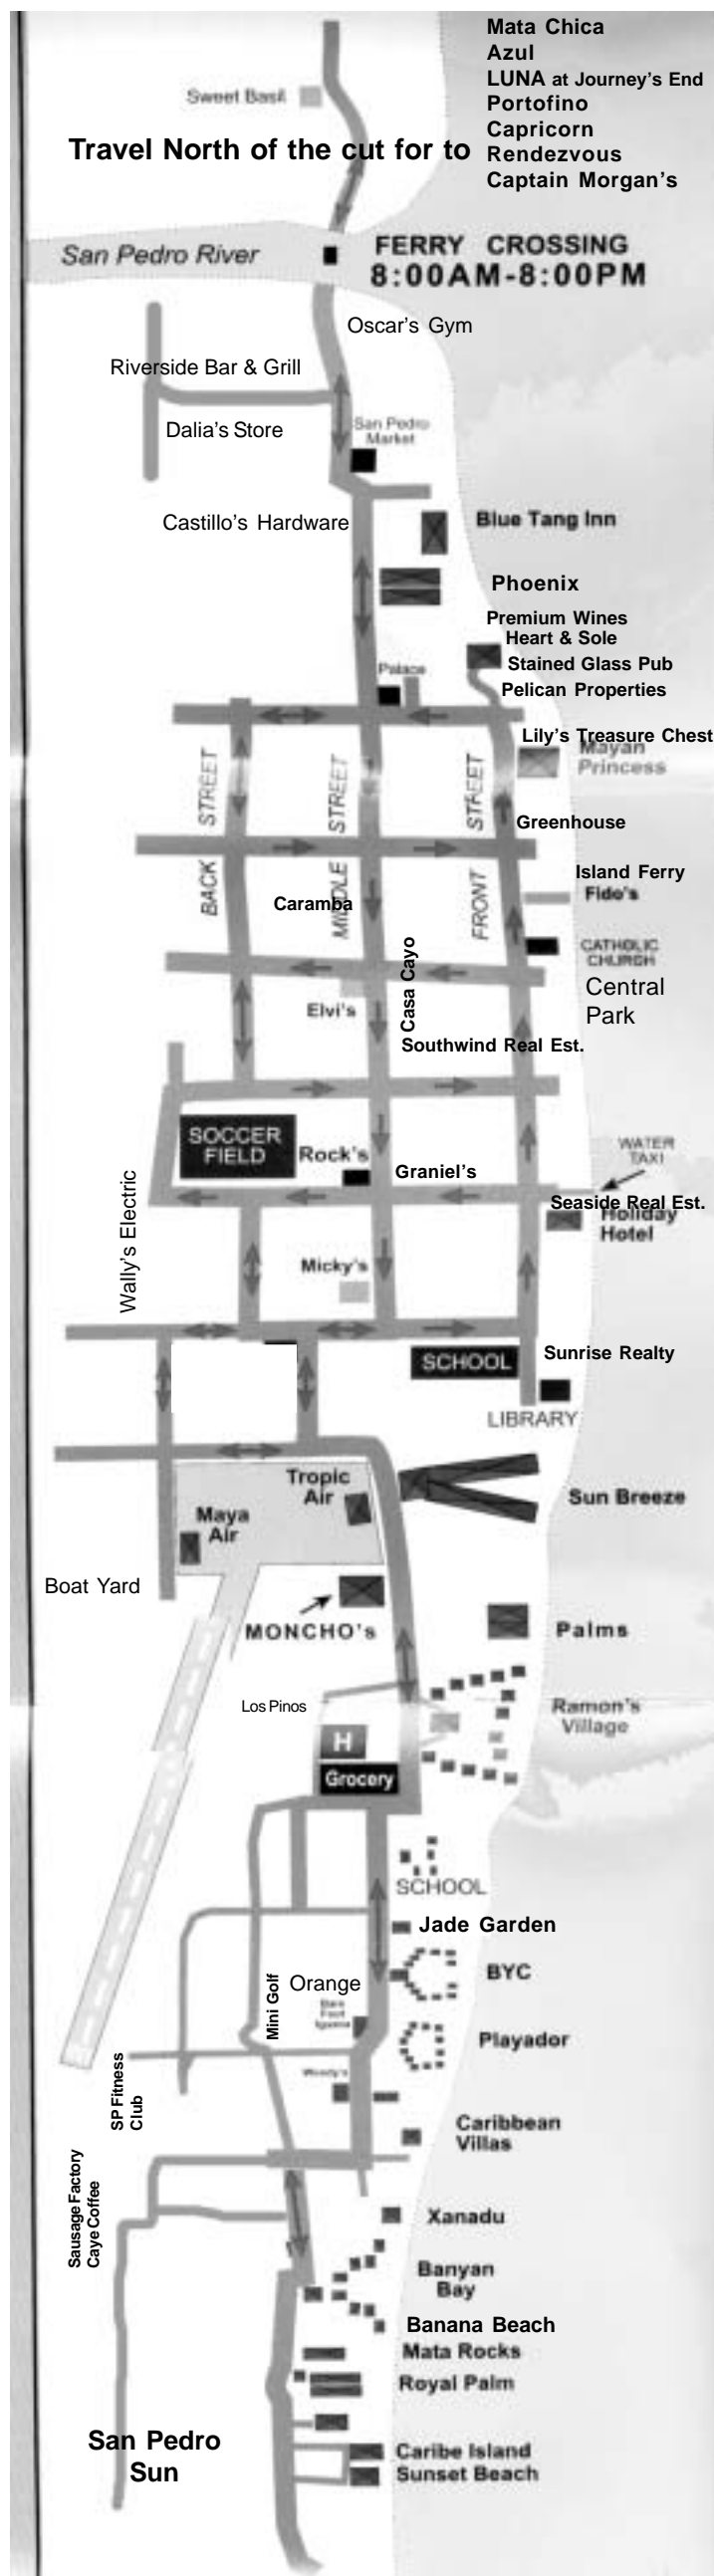 Mata Chica
Azul
LUNA at Journey's End
Portofino
Capricorn
Rendezvous
Captain Morgan's
Sweet Basil
Travel North of the cut for to
San Pedro River
FERRY CROSSING
8:00AM-8:00PM
Oscar's Gym
Riverside Bar & Grill
Dalia's Store
San Pedro
Market
Castillo's Hardware
Blue Tang Inn
Phoenix
Premium Wines
Heart & Sole
Stained Glass Pub
Pelican Properties
Palace
Lily's Treasure Chest
Mayan
Princess
BACK STREET
MIDDLE STREET
FRONT STREET
Greenhouse
Island Ferry
Fido's
Caramba
CATHOLIC
CHURCH
Central
Park
Casa Cayo
Elvi's
Southwind Real Est.
SOCCER
FIELD
Rock's
Graniel's
WATER
TAXI
Seaside Real Est.
Holiday
Hotel
Wally's Electric
Micky's
SCHOOL
Sunrise Realty
LIBRARY
Tropic
Air
Maya
Air
Sun Breeze
Boat Yard
MONCHO's
Palms
Los Pinos
Ramon's
Village
H
Grocery
SCHOOL
Jade Garden
Orange
BYC
Mini Golf
Bare
Foot
Iguana
Playador
SP Fitness
Club
Woody's
Caribbean
Villas
Sausage Factory
Caye Coffee
Xanadu
Banyan
Bay
Banana Beach
Mata Rocks
Royal Palm
San Pedro
Sun
Caribe Island
Sunset Beach